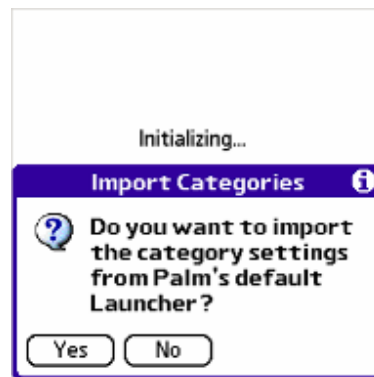 Initializing...
Import Categories
Do you want to import
the category settings
from Palm's default
Launcher?
Yes No